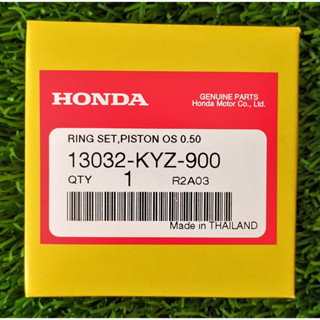 HONDA
GENUINE PARTS
Honda Motor Co., Ltd.
RING SET,PISTON OS 0.50
13032-KYZ-900
QTY 1 R2A03
Made in THAILAND